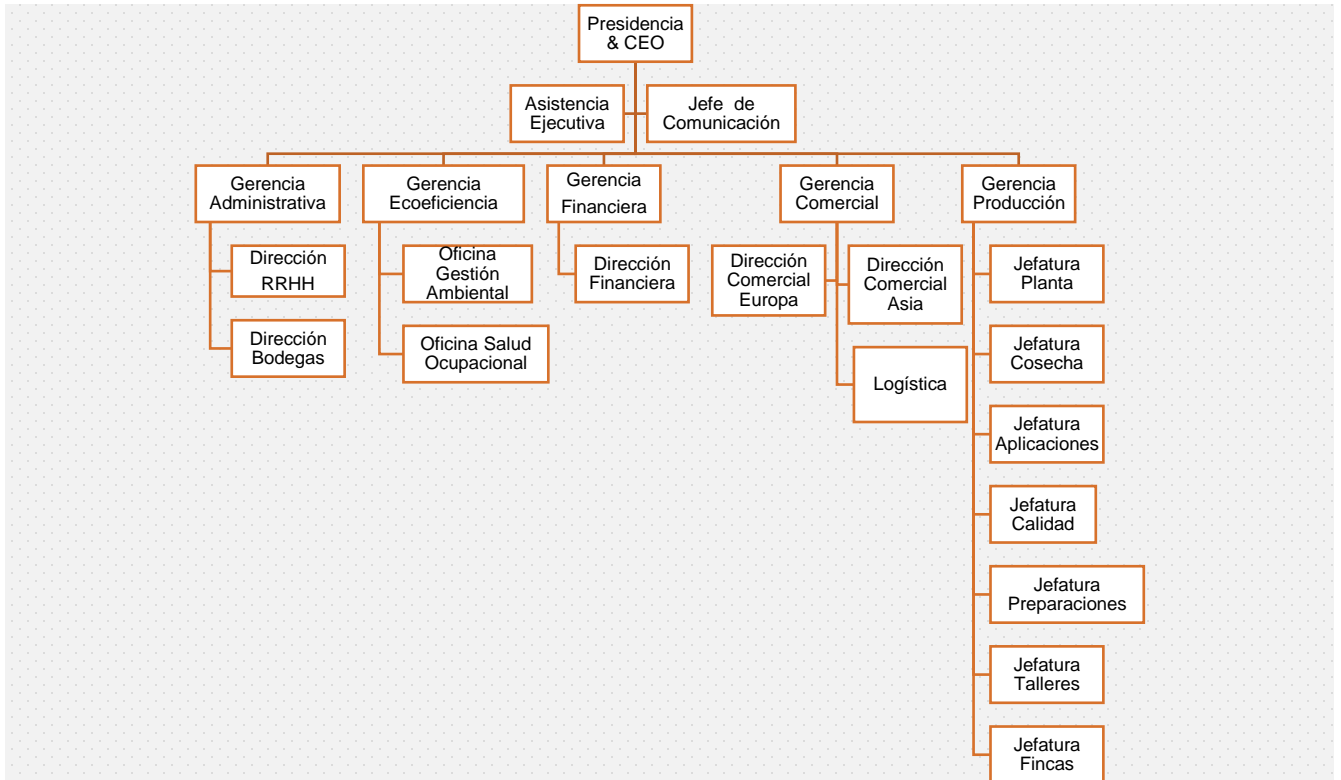 Presidencia
& CEO
Asistencia
Ejecutiva
Jefe de
Comunicación
Gerencia
Administrativa
Gerencia
Ecoeficiencia
Gerencia
Financiera
Gerencia
Comercial
Gerencia
Producción
Dirección
RRHH
Dirección
Bodegas
Oficina
Gestión
Ambiental
Oficina Salud
Ocupacional
Dirección
Financiera
Dirección
Comercial
Europa
Dirección
Comercial
Asia
Logística
Jefatura
Planta
Jefatura
Cosecha
Jefatura
Aplicaciones
Jefatura
Calidad
Jefatura
Preparaciones
Jefatura
Talleres
Jefatura
Fincas